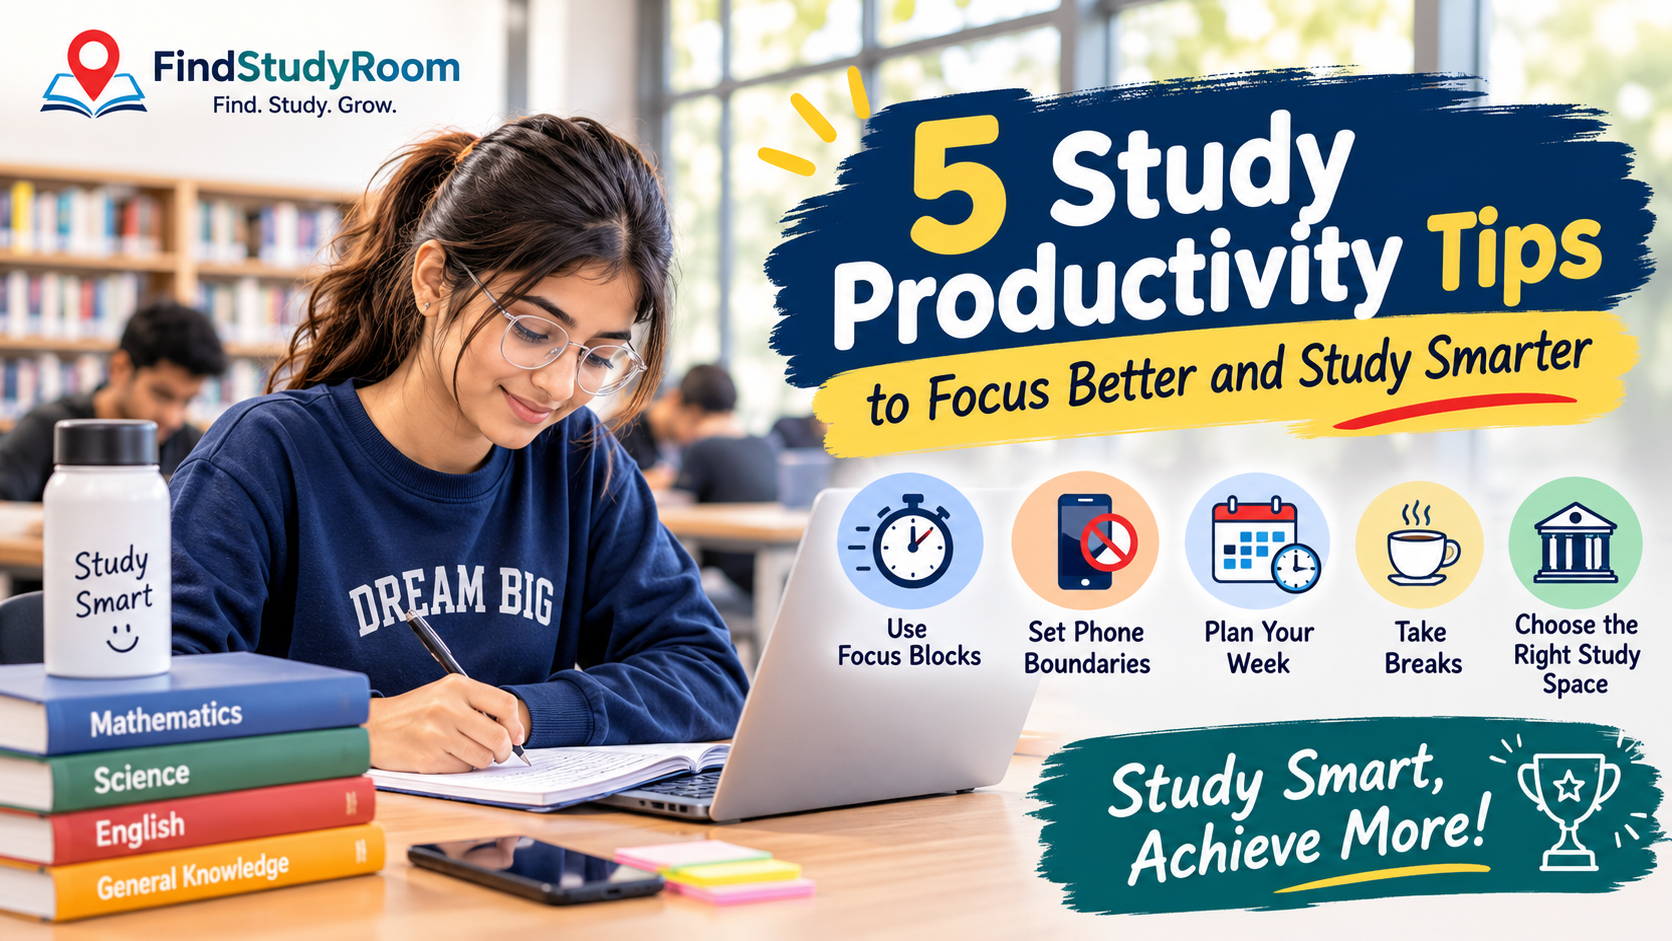 FindStudyRoom
Find. Study. Grow.
5 Study
Productivity Tips
to Focus Better and Study Smarter
Use
Focus Blocks
Set Phone
Boundaries
Plan Your
Week
Take
Breaks
Choose the
Right Study
Space
Study Smart,
Achieve More!
DREAM BIG
Study
Smart
Mathematics
Science
English
General Knowledge